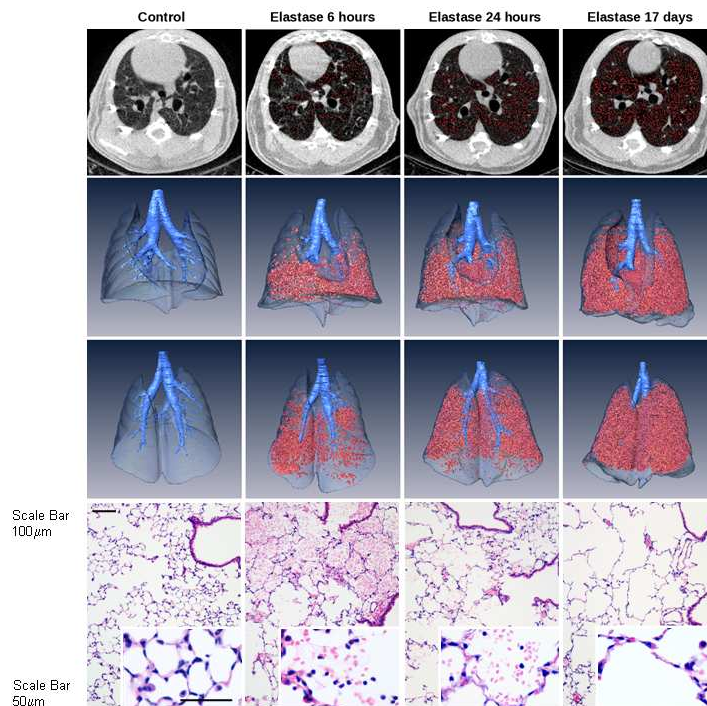 Control
Elastase 6 hours
Elastase 24 hours
Elastase 17 days
Scale Bar
100µm
Scale Bar
50µm